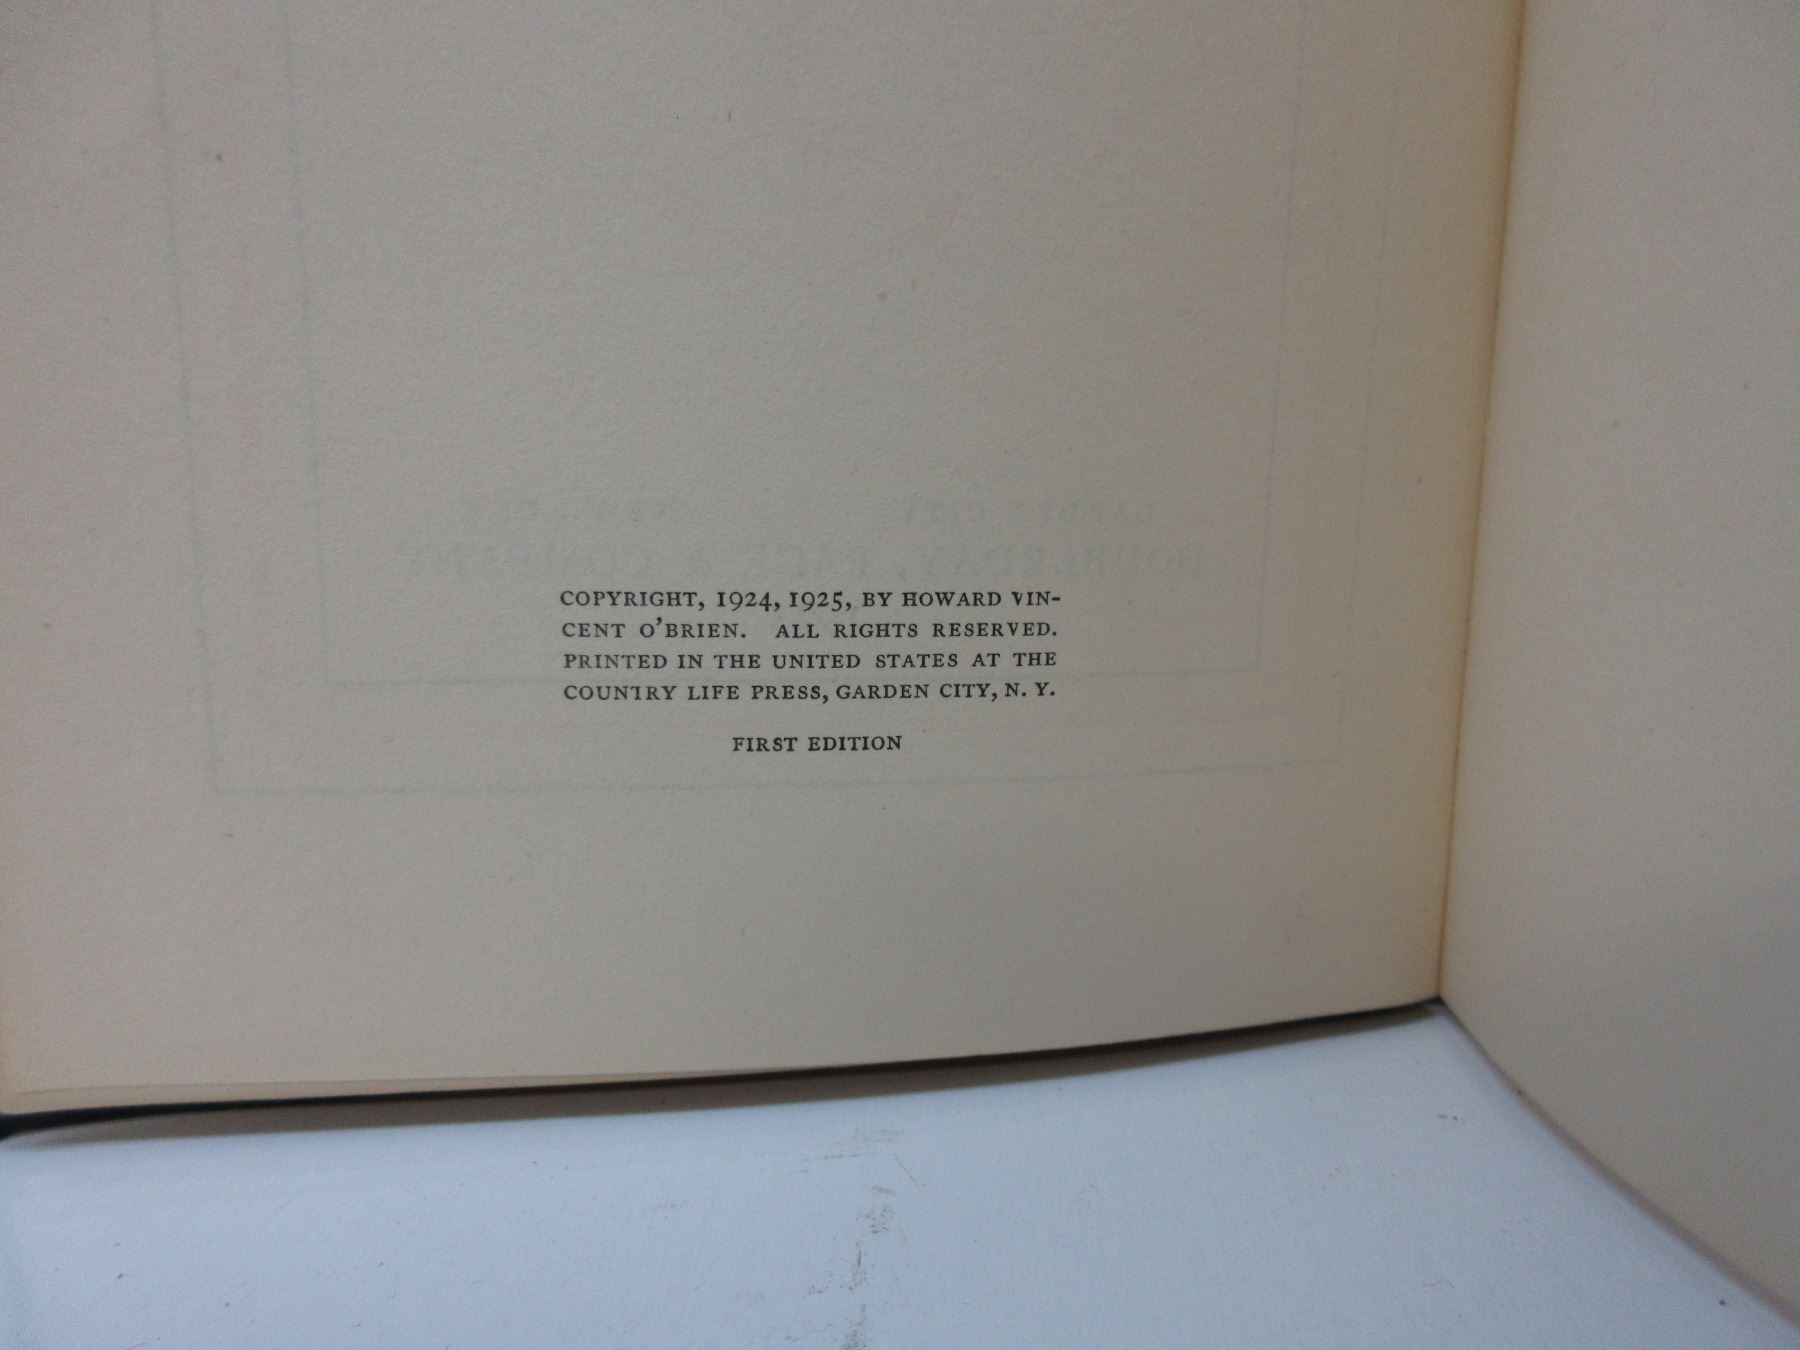 COPYRIGHT, 1924, 1925, BY HOWARD VIN-
CENT O'BRIEN. ALL RIGHTS RESERVED.
PRINTED IN THE UNITED STATES AT THE
COUNTRY LIFE PRESS, GARDEN CITY, N. Y.
FIRST EDITION